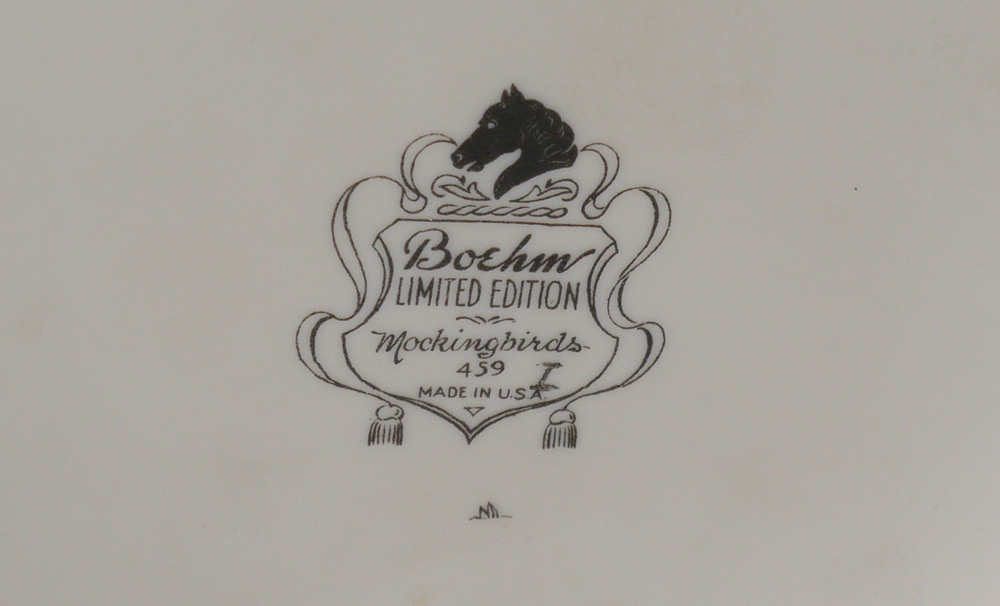 Boehm
LIMITED EDITION
Mockingbirds
459 I
MADE IN U.S.A.